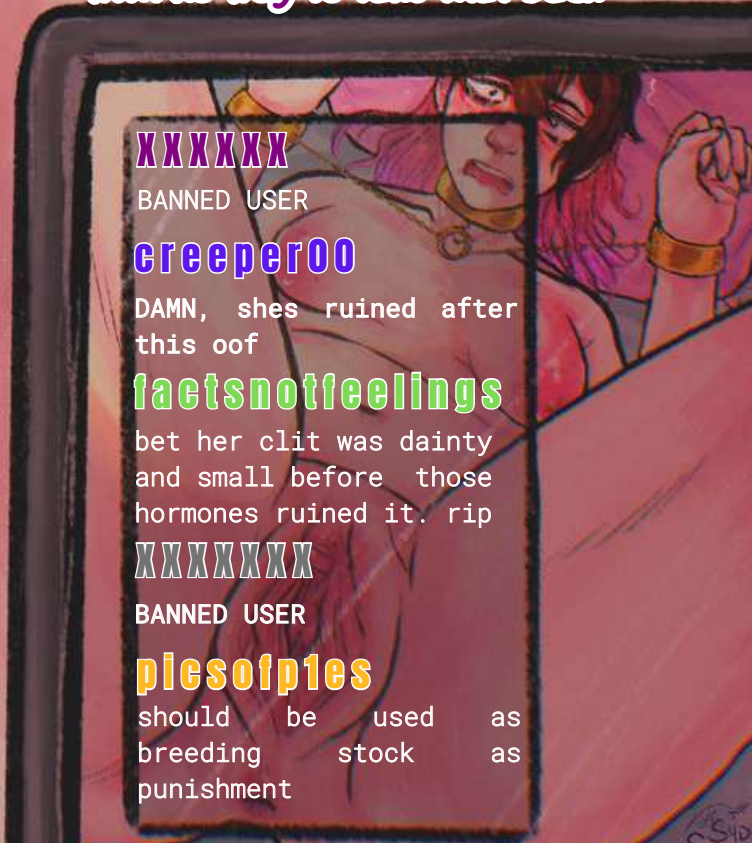 XXXXXX
BANNED USER
creeper00
DAMN, shes ruined after
this oof
factsnotfeelings
bet her clit was dainty
and small before those
hormones ruined it. rip
XXXXXXX
BANNED USER
picsofp1es
should be used as
breeding stock as
punishment